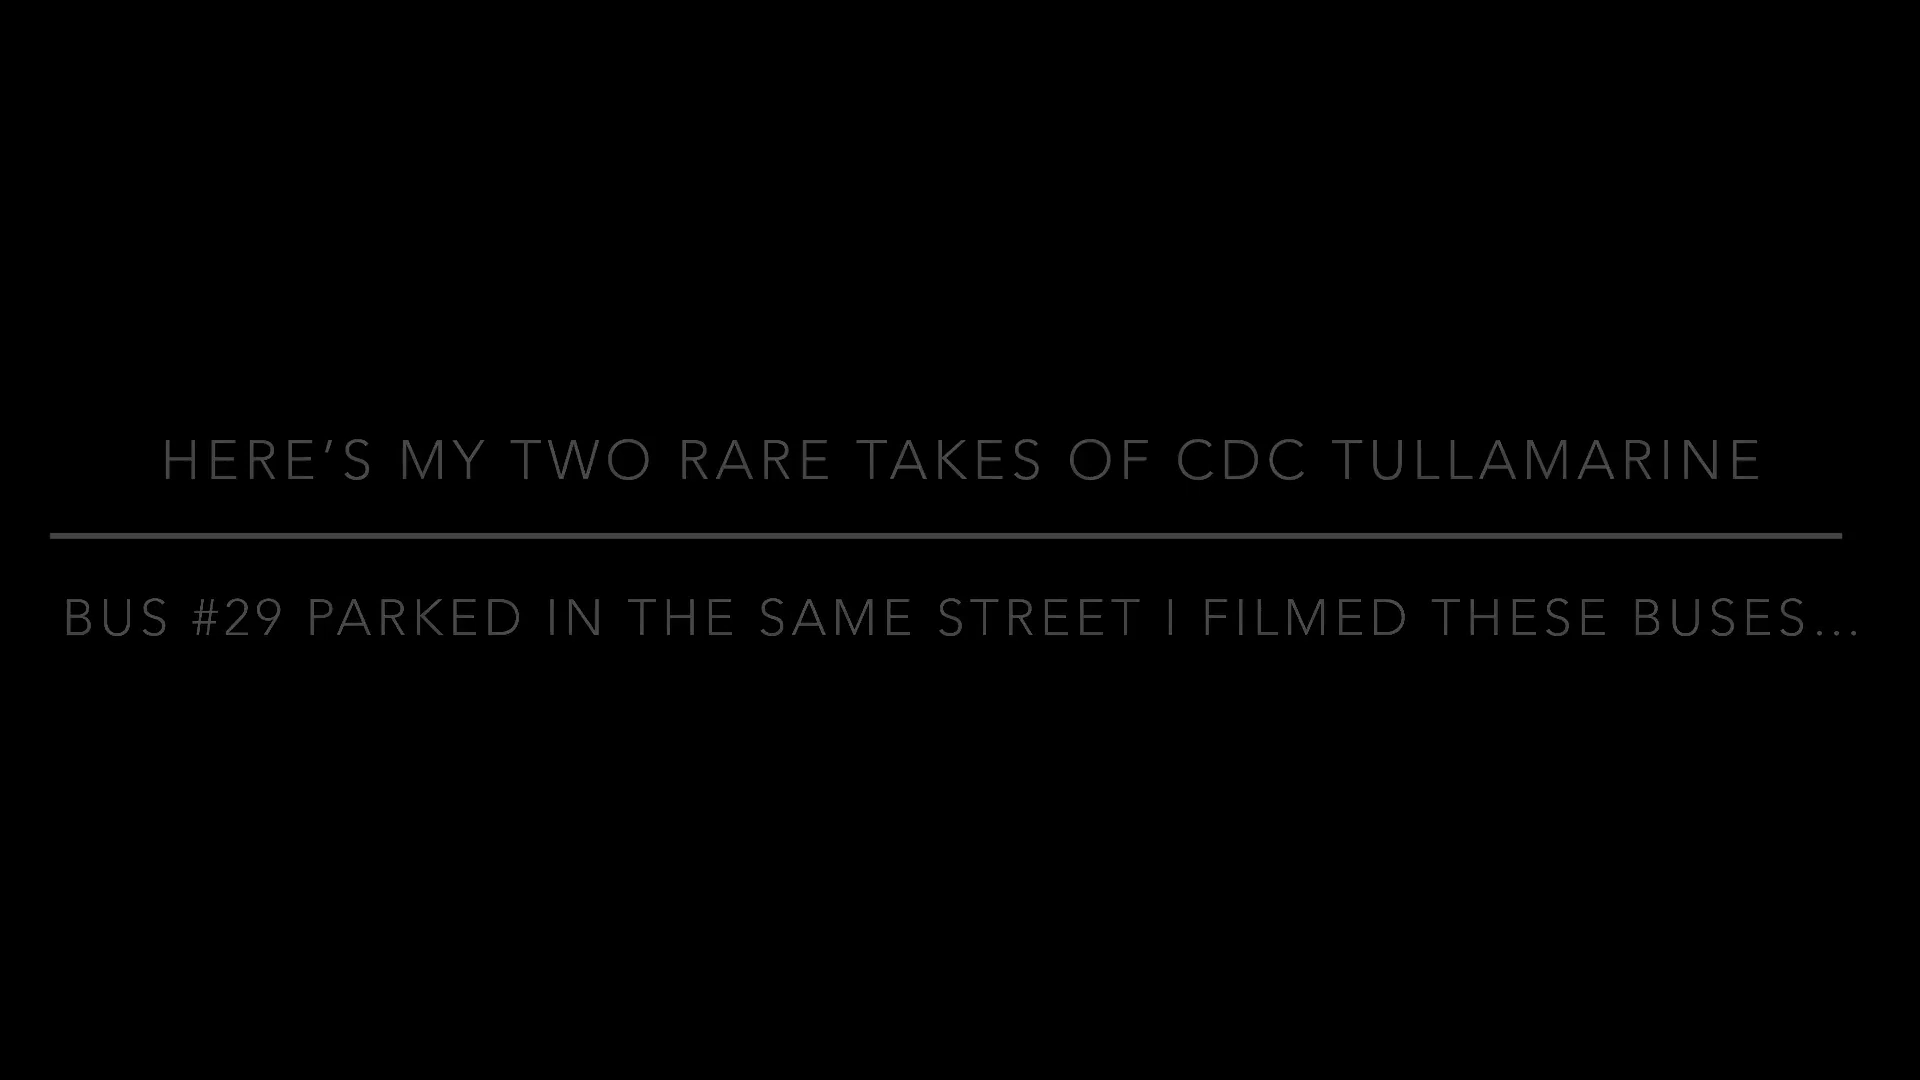 HERE’S MY TWO RARE TAKES OF CDC TULLAMARINE
BUS #29 PARKED IN THE SAME STREET I FILMED THESE BUSES...